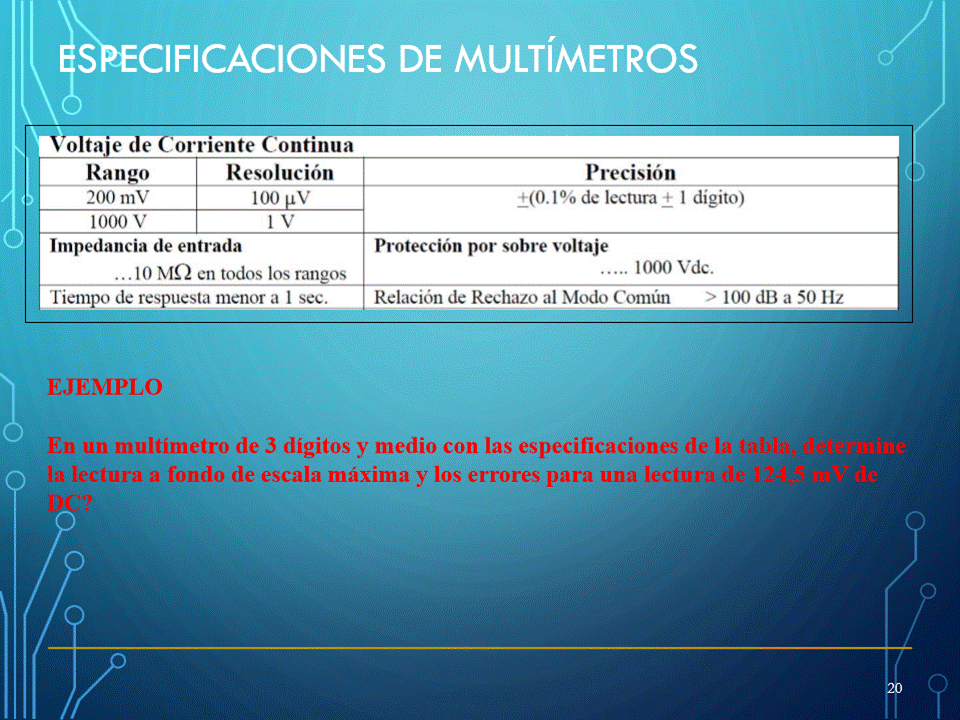 ESPECIFICACIONES DE MULTÍMETROS
Voltaje de Corriente Continua
Rango Resolución Precisión
200 mV 100 µV ±(0.1% de lectura ± 1 dígito)
1000 V 1 V
Impedancia de entrada Protección por sobre voltaje
…10 MΩ en todos los rangos ….. 1000 Vdc.
Tiempo de respuesta menor a 1 sec. Relación de Rechazo al Modo Común > 100 dB a 50 Hz
EJEMPLO
En un multímetro de 3 dígitos y medio con las especificaciones de la tabla, determine
la lectura a fondo de escala máxima y los errores para una lectura de 124,5 mV de
DC?
20